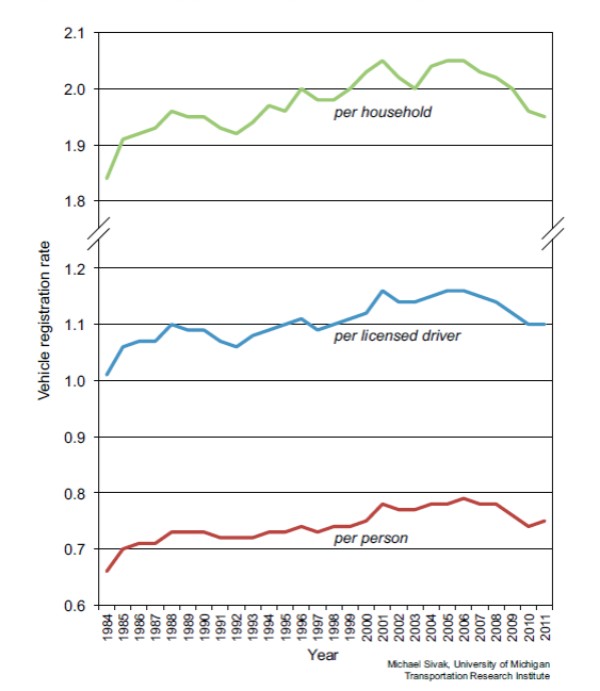 2.1
2.0
per household
1.9
1.8
Vehicle registration rate
1.2
1.1
per licensed driver
1.0
0.9
0.8
0.7
per person
0.6
1984 1985 1986 1987 1988 1989 1990 1991 1992 1993 1994 1995 1996 1997 1998 1999 2000 2001 2002 2003 2004 2005 2006 2007 2008 2009 2010 2011
Year
Michael Sivak, University of Michigan
Transportation Research Institute